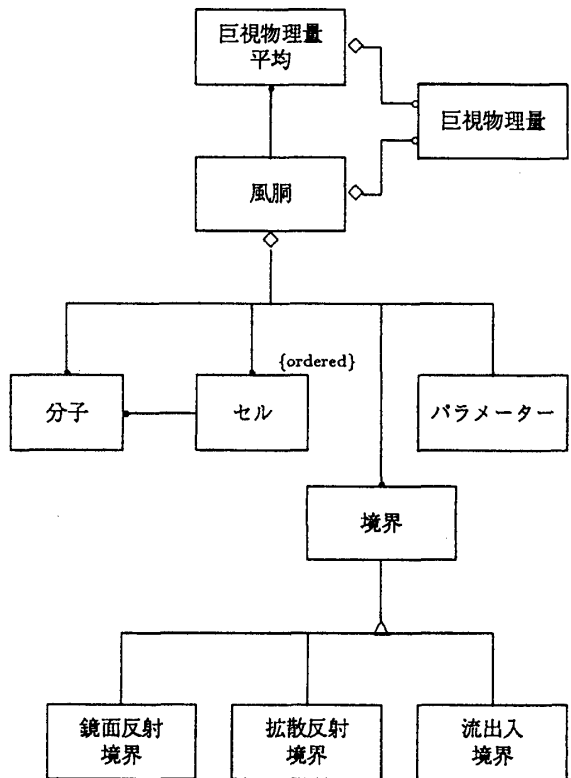 巨視物理量
平均
巨視物理量
風胴
{ordered}
分子
セル
パラメーター
境界
鏡面反射
境界
拡散反射
境界
流出入
境界